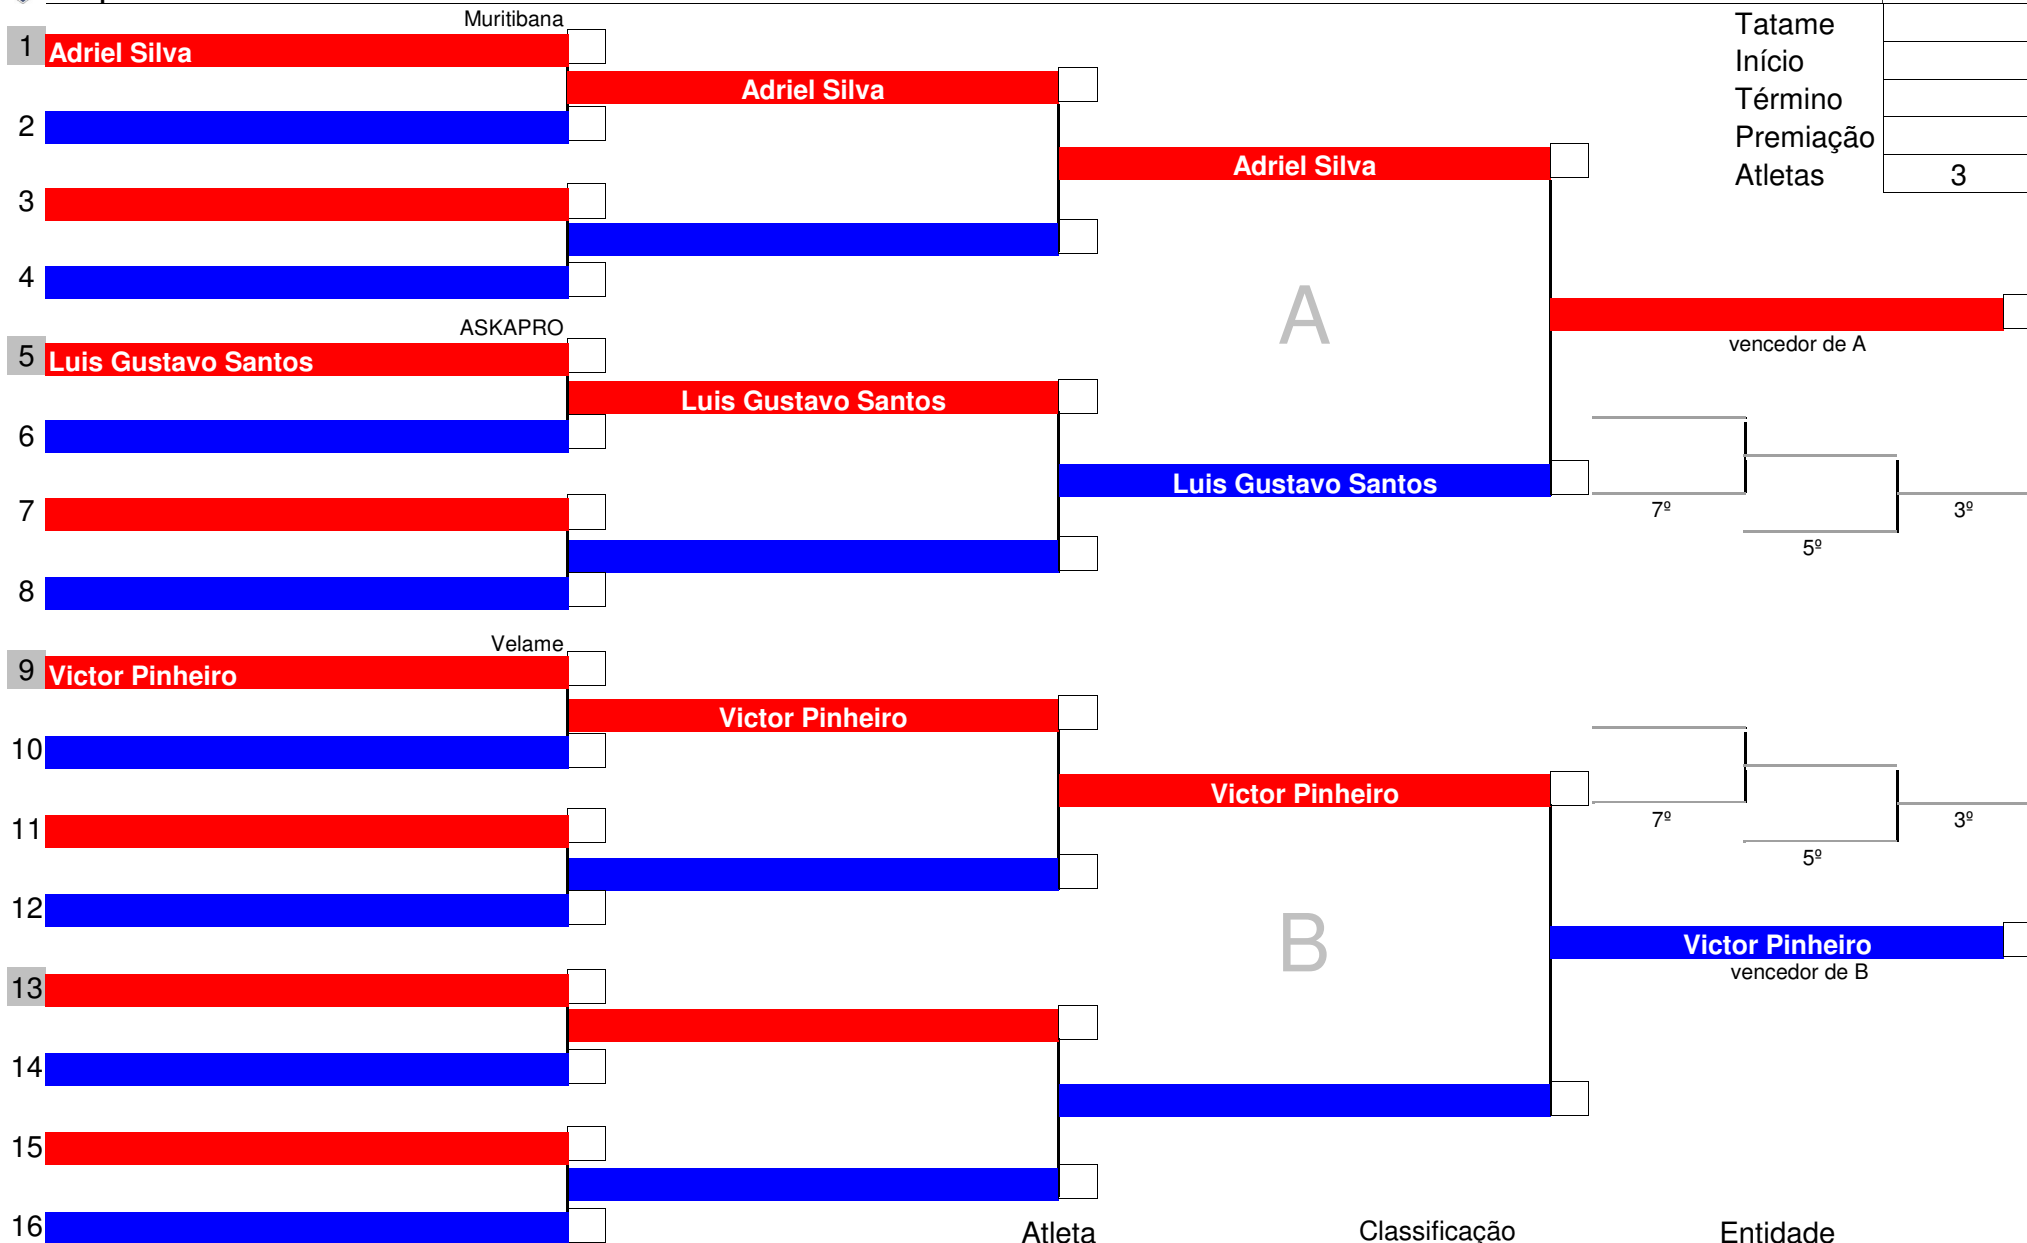 Muritibana
Tatame
1 Adriel Silva
Início
Adriel Silva
Término
2
Premiação
Adriel Silva
Atletas 3
3
4
A
ASKAPRO
vencedor de A
5 Luis Gustavo Santos
Luis Gustavo Santos
6
Luis Gustavo Santos
7
7º
3º
5º
8
Velame
9 Victor Pinheiro
Victor Pinheiro
10
Victor Pinheiro
11
7º
3º
5º
12
B
Victor Pinheiro
vencedor de B
13
14
15
16
Atleta Classificação Entidade